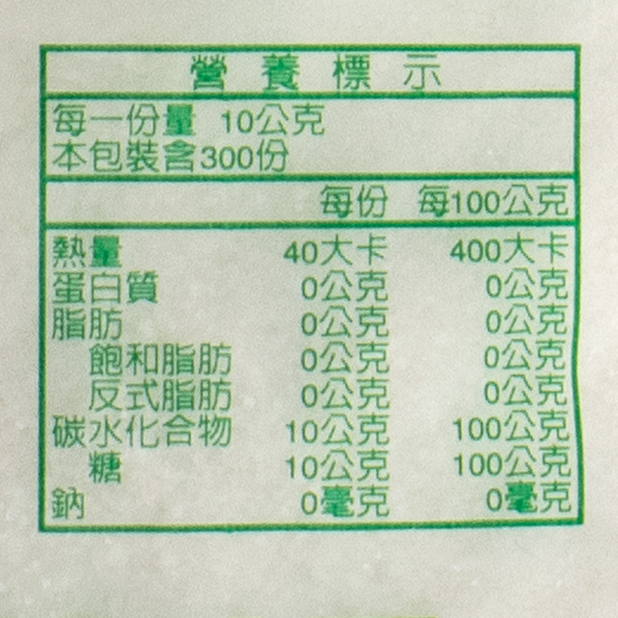 營養標示
每一份量 10公克
本包裝含300份
每份 每100公克
熱量 40大卡 400大卡
蛋白質 0公克 0公克
脂肪 0公克 0公克
飽和脂肪 0公克 0公克
反式脂肪 0公克 0公克
碳水化合物 10公克 100公克
糖 10公克 100公克
鈉 0毫克 0毫克